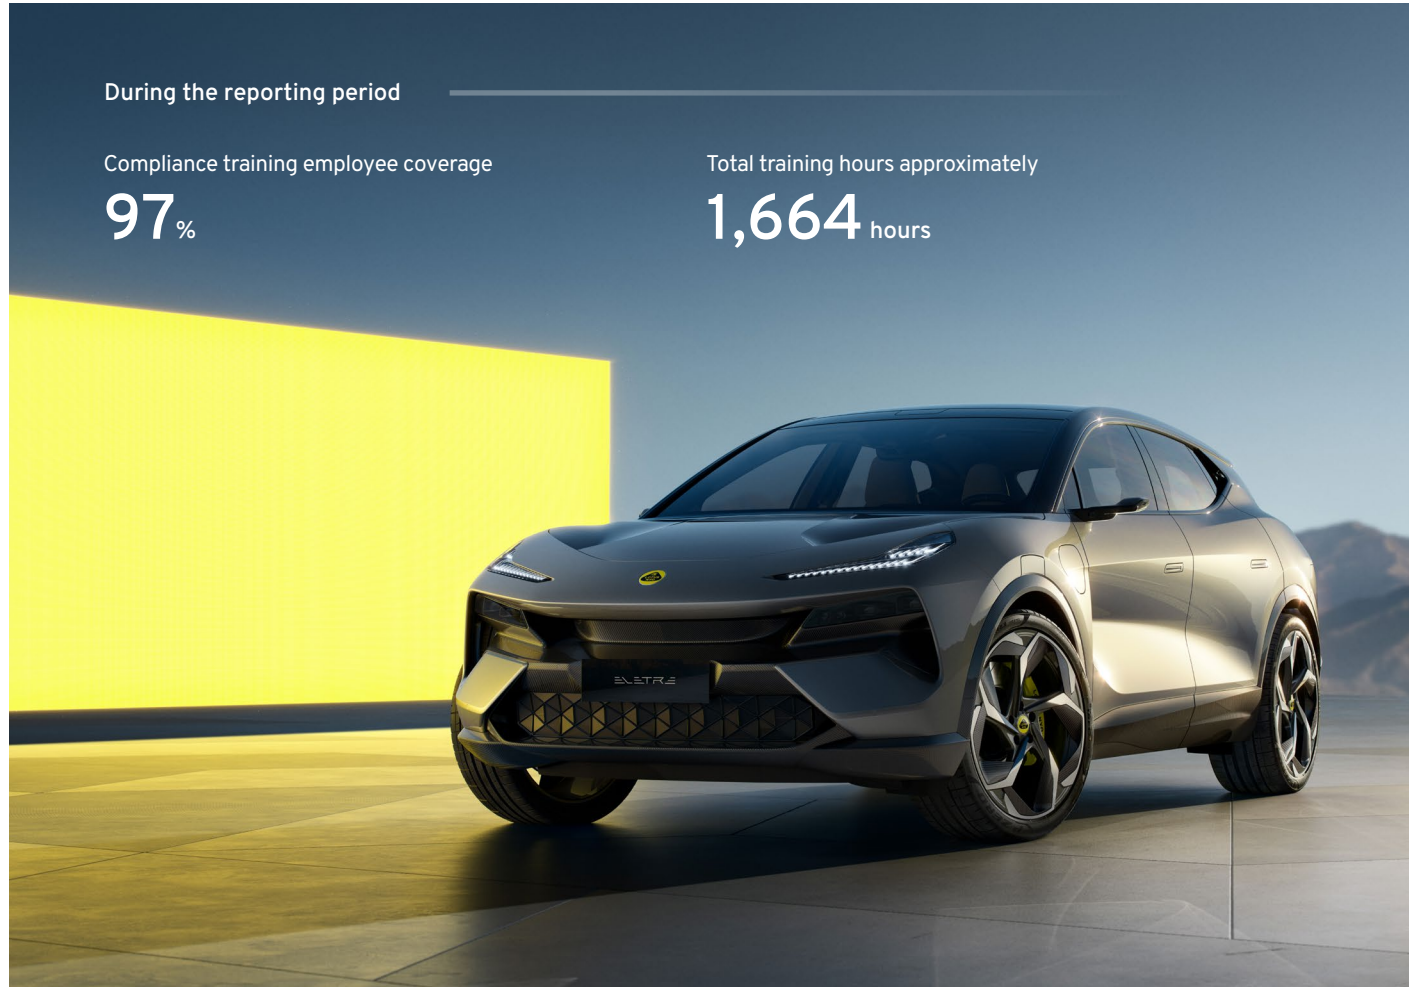 During the reporting period
Compliance training employee coverage
97%
Total training hours approximately
1,664 hours
ELETRE